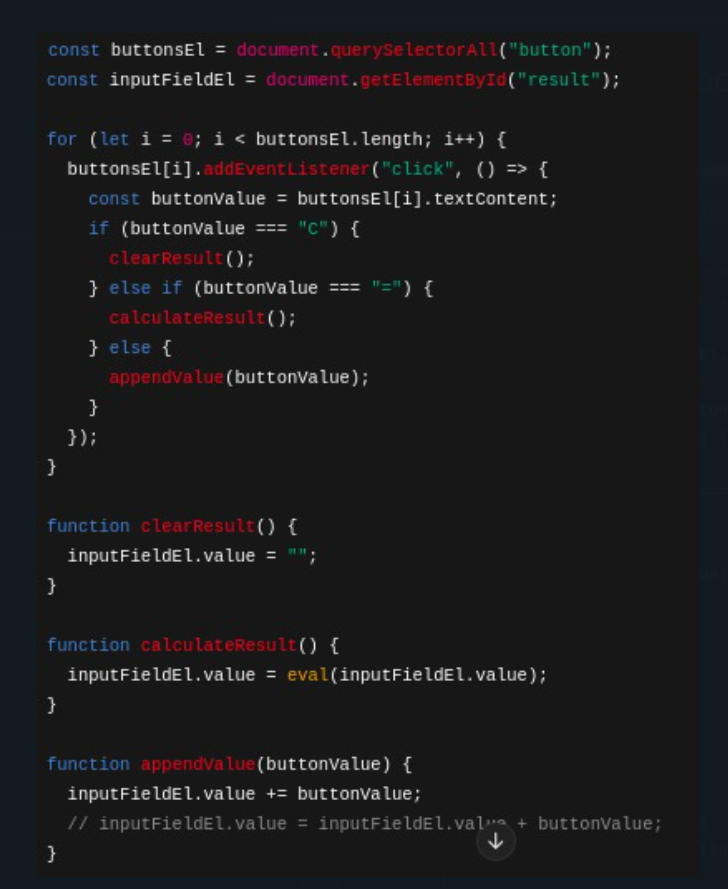 const buttonsEl = document.querySelectorAll("button");
const inputFieldEl = document.getElementById("result");

for (let i = 0; i < buttonsEl.length; i++) {
  buttonsEl[i].addEventListener("click", () => {
    const buttonValue = buttonsEl[i].textContent;
    if (buttonValue === "C") {
      clearResult();
    } else if (buttonValue === "=") {
      calculateResult();
    } else {
      appendValue(buttonValue);
    }
  });
}

function clearResult() {
  inputFieldEl.value = "";
}

function calculateResult() {
  inputFieldEl.value = eval(inputFieldEl.value);
}

function appendValue(buttonValue) {
  inputFieldEl.value += buttonValue;
  // inputFieldEl.value = inputFieldEl.value + buttonValue;
}